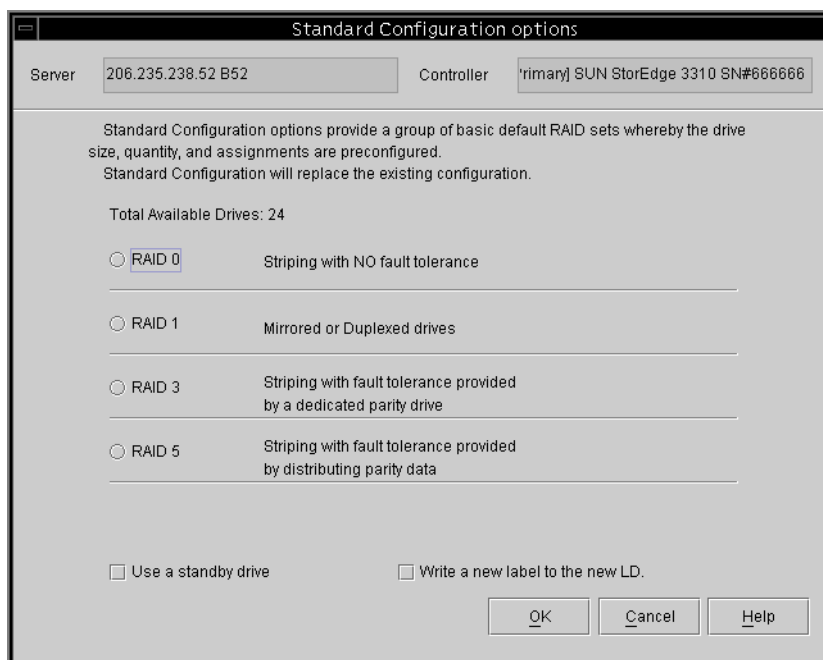 Standard Configuration options
Server 206.235.238.52 B52 Controller 'rimary] SUN StorEdge 3310 SN#666666
Standard Configuration options provide a group of basic default RAID sets whereby the drive
size, quantity, and assignments are preconfigured.
Standard Configuration will replace the existing configuration.
Total Available Drives: 24
RAID 0 Striping with NO fault tolerance
RAID 1 Mirrored or Duplexed drives
RAID 3 Striping with fault tolerance provided
by a dedicated parity drive
RAID 5 Striping with fault tolerance provided
by distributing parity data
Use a standby drive Write a new label to the new LD.
OK Cancel Help